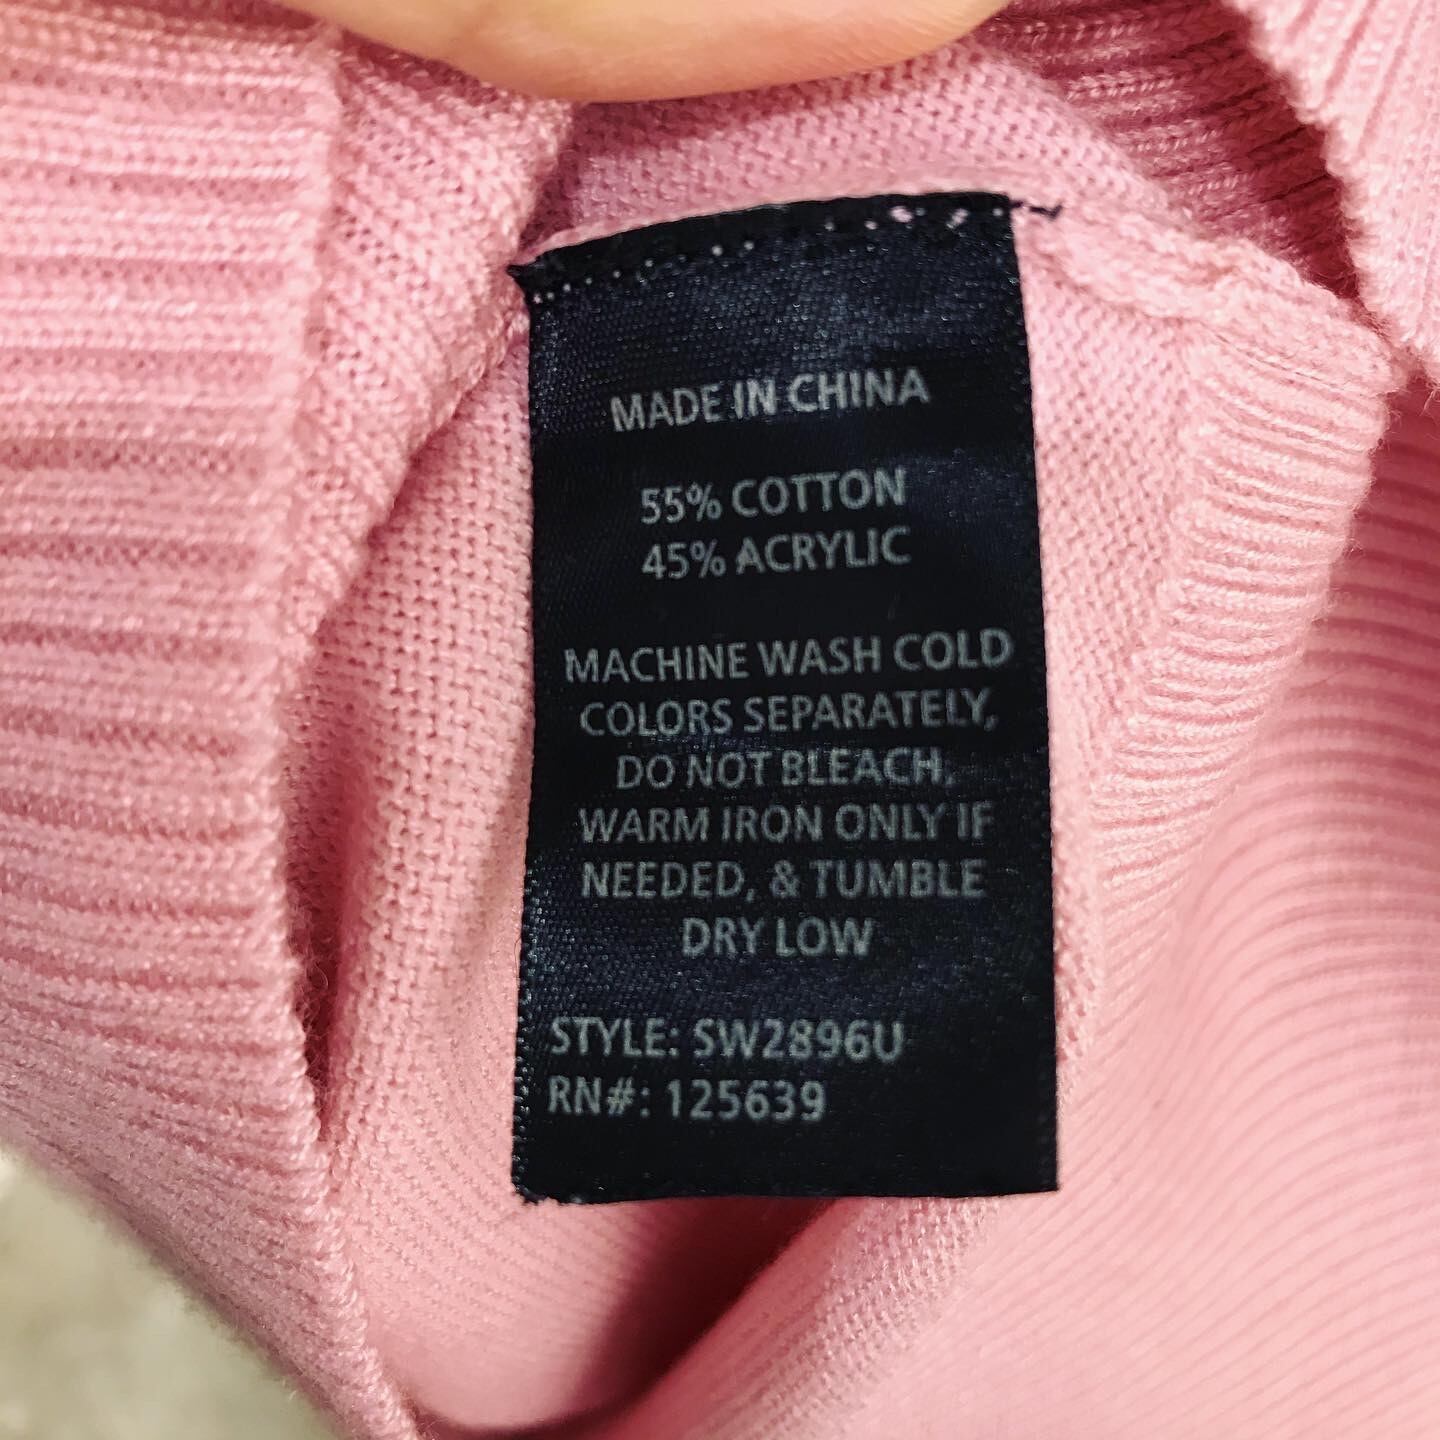 MADE IN CHINA
55% COTTON
45% ACRYLIC
MACHINE WASH COLD
COLORS SEPARATELY,
DO NOT BLEACH,
WARM IRON ONLY IF
NEEDED, & TUMBLE
DRY LOW
STYLE: SW2896U
RN#: 125639